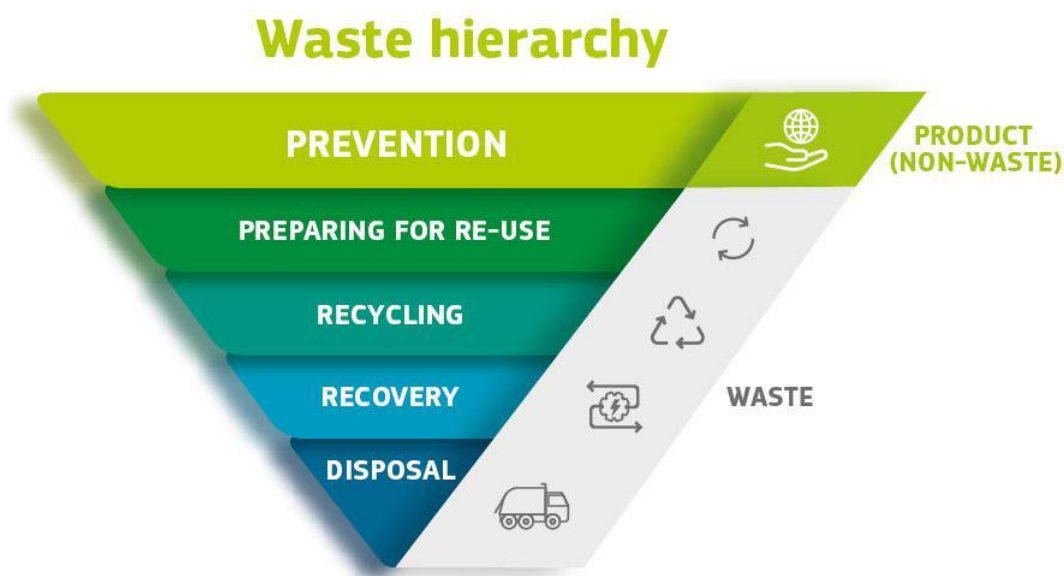 Waste hierarchy
PREVENTION
PRODUCT
(NON-WASTE)
PREPARING FOR RE-USE
RECYCLING
RECOVERY
WASTE
DISPOSAL